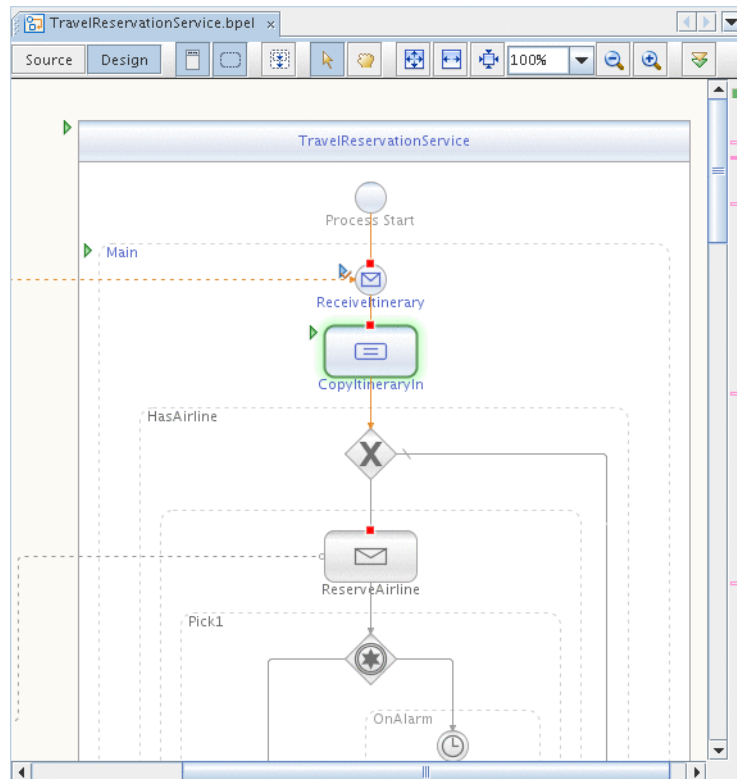 TravelReservationService.bpel
Source Design 100%
TravelReservationService
Process Start
Main
ReceiveItinerary
CopyItineraryIn
HasAirline
X
ReserveAirline
Pick1
OnAlarm